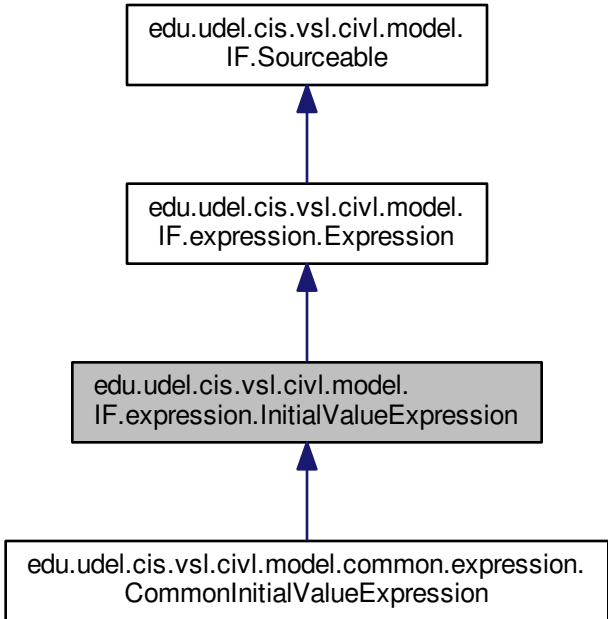 edu.udel.cis.vsl.civl.model.
IF.Sourceable
edu.udel.cis.vsl.civl.model.
IF.expression.Expression
edu.udel.cis.vsl.civl.model.
IF.expression.InitialValueExpression
edu.udel.cis.vsl.civl.model.common.expression.
CommonInitialValueExpression